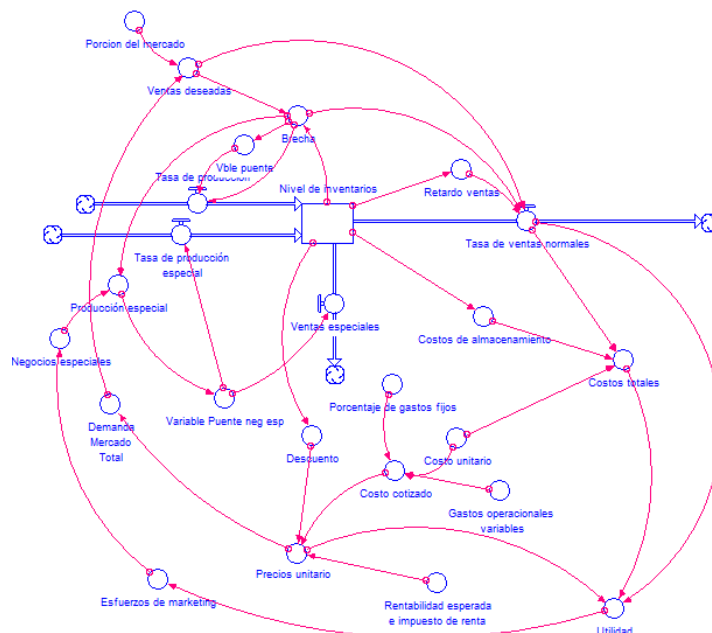 Porcion del mercado
Ventas deseadas
Brecha
Vble puente
Tasa de produccion
Nivel de inventarios
Retardo ventas
Tasa de ventas normales
Tasa de producción
especial
Producción especial
Ventas especiales
Costos de almacenamiento
Negocios especiales
Costos totales
Porcentaje de gastos fijos
Demanda
Mercado
Total
Variable Puente neg esp
Descuento
Costo unitario
Costo cotizado
Gastos operacionales
variables
Precios unitario
Esfuerzos de marketing
Rentabilidad esperada
e impuesto de renta
Utilidad